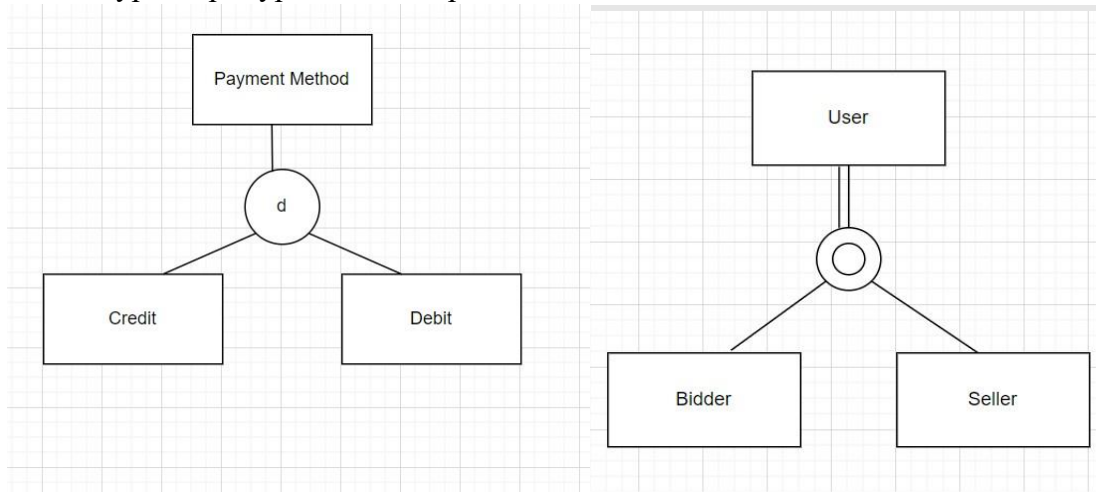 Payment Method
d
Credit
Debit
User
Bidder
Seller